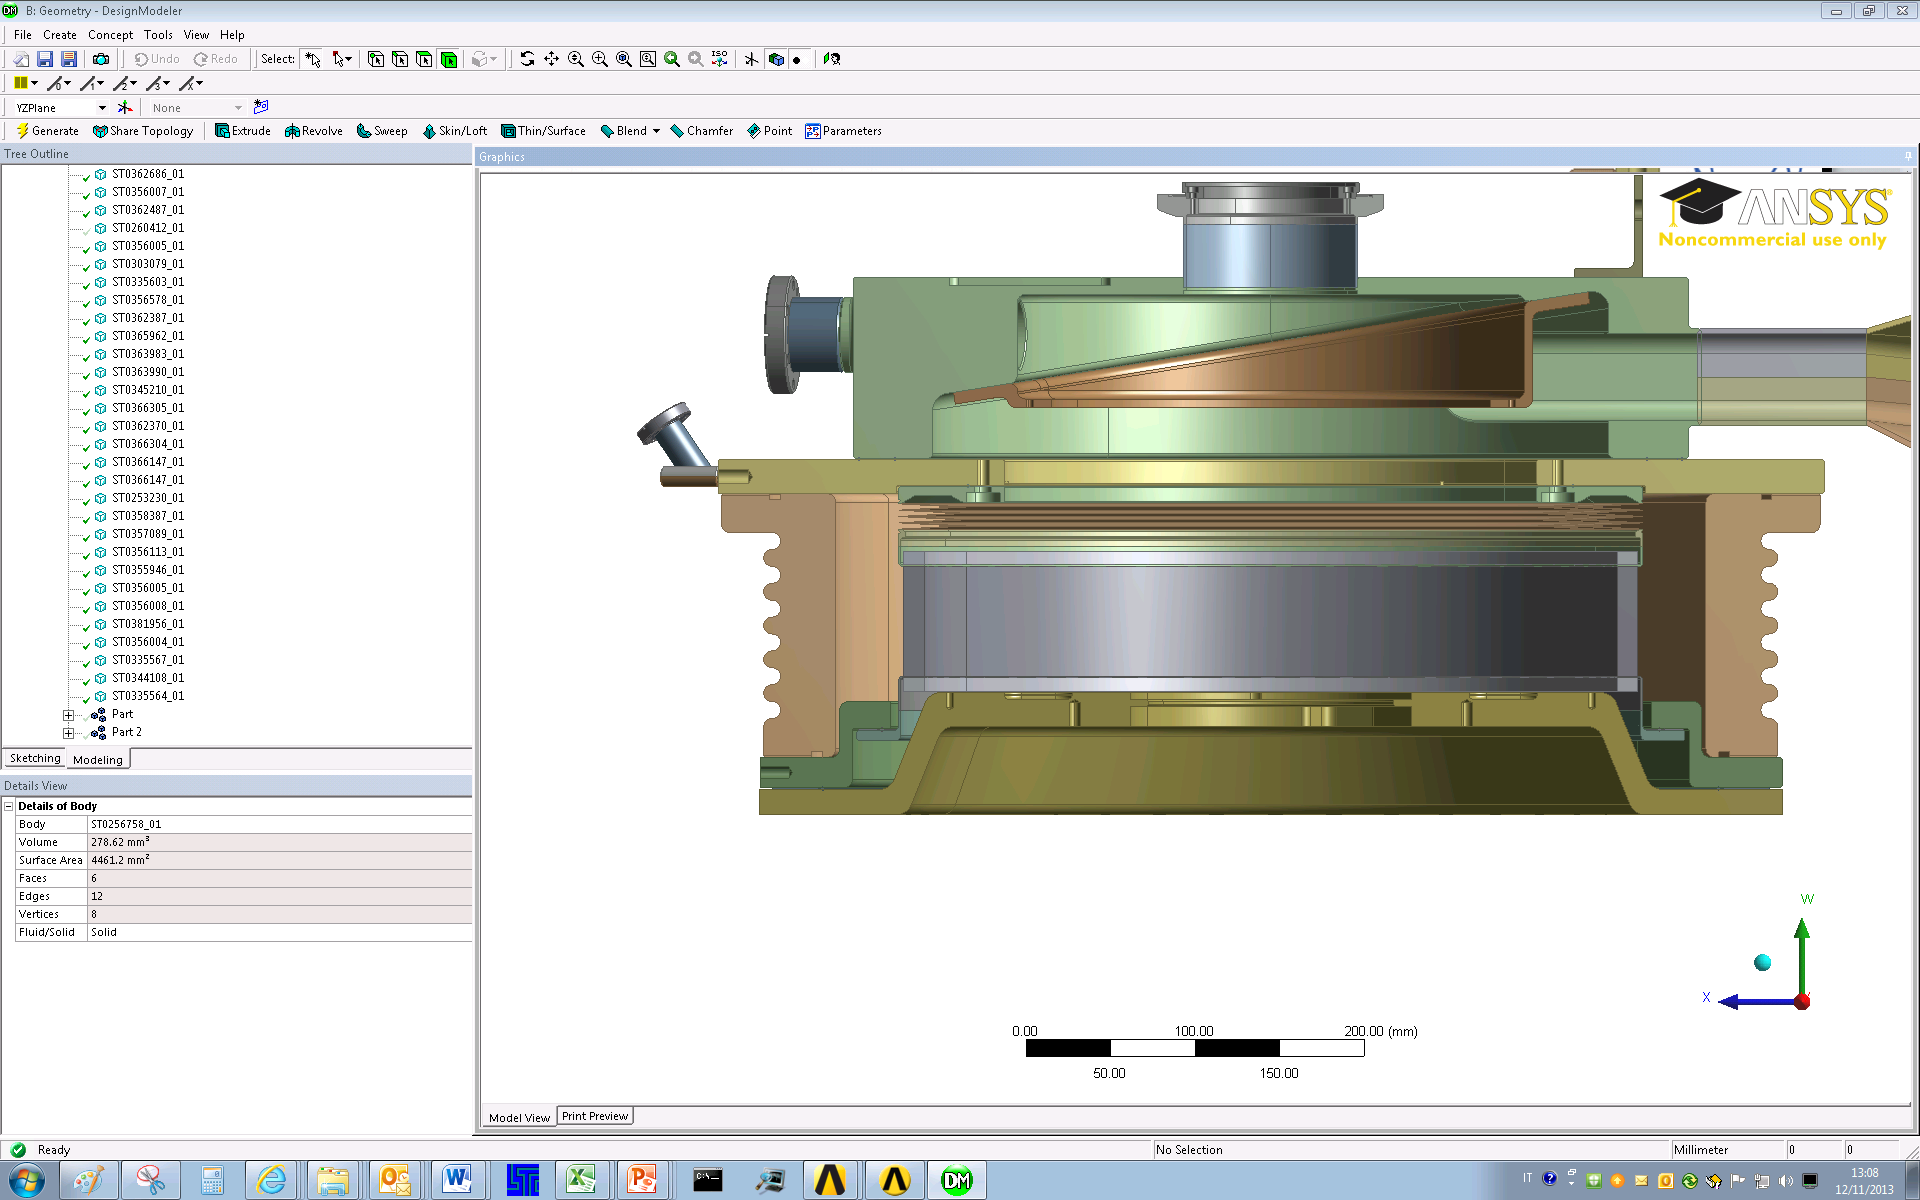 B: Geometry - DesignModeler
File Create Concept Tools View Help
Undo Redo Select: ISO
YZPlane None
Generate Share Topology Extrude Revolve Sweep Skin/Loft Thin/Surface Blend Chamfer Point Parameters
Tree Outline
Graphics
ST0362686_01
ST0356007_01
ST0362487_01
ST0260412_01
ST0356005_01
ST0303079_01
ST0335603_01
ST0356578_01
ST0362387_01
ST0365962_01
ST0363983_01
ST0363990_01
ST0345210_01
ST0366305_01
ST0362370_01
ST0366304_01
ST0366147_01
ST0366147_01
ST0253230_01
ST0358387_01
ST0357089_01
ST0356113_01
ST0355946_01
ST0356005_01
ST0356008_01
ST0381956_01
ST0356004_01
ST0335567_01
ST0344108_01
ST0335564_01
Part
Part 2
Sketching Modeling
Details View
Details of Body
Body ST0256758_01
Volume 278.62 mm³
Surface Area 4461.2 mm²
Faces 6
Edges 12
Vertices 8
Fluid/Solid Solid
ANSYS
Noncommercial use only
W
X
0.00 100.00 200.00 (mm)
50.00 150.00
Model View Print Preview
Ready No Selection Millimeter 0 0
DM
IT
13:08
12/11/2013